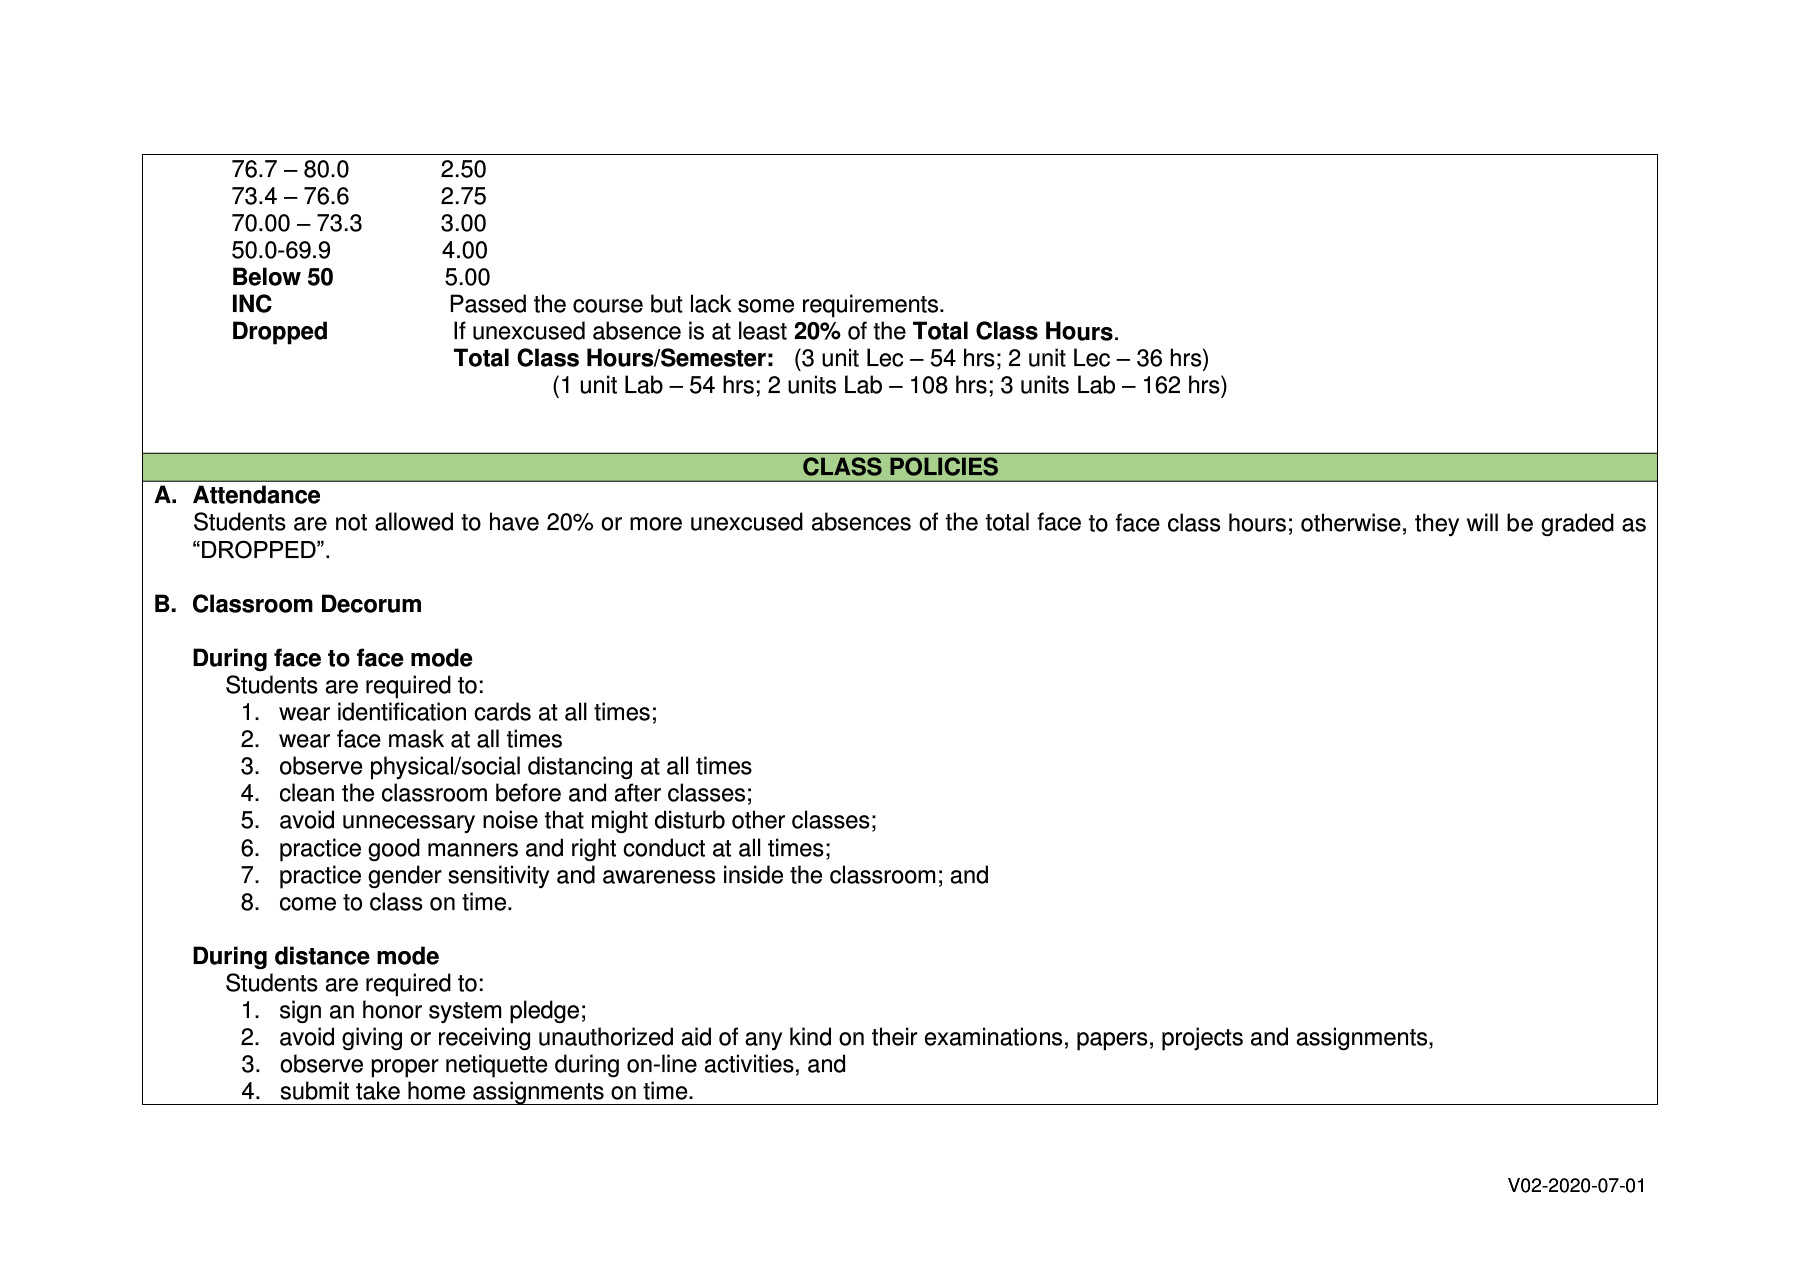 76.7 – 80.0 2.50
73.4 – 76.6 2.75
70.00 – 73.3 3.00
50.0-69.9 4.00
Below 50 5.00
INC Passed the course but lack some requirements.
Dropped If unexcused absence is at least 20% of the Total Class Hours.
Total Class Hours/Semester: (3 unit Lec – 54 hrs; 2 unit Lec – 36 hrs)
(1 unit Lab – 54 hrs; 2 units Lab – 108 hrs; 3 units Lab – 162 hrs)
CLASS POLICIES
A. Attendance
Students are not allowed to have 20% or more unexcused absences of the total face to face class hours; otherwise, they will be graded as
“DROPPED”.
B. Classroom Decorum
During face to face mode
Students are required to:
1. wear identification cards at all times;
2. wear face mask at all times
3. observe physical/social distancing at all times
4. clean the classroom before and after classes;
5. avoid unnecessary noise that might disturb other classes;
6. practice good manners and right conduct at all times;
7. practice gender sensitivity and awareness inside the classroom; and
8. come to class on time.
During distance mode
Students are required to:
1. sign an honor system pledge;
2. avoid giving or receiving unauthorized aid of any kind on their examinations, papers, projects and assignments,
3. observe proper netiquette during on-line activities, and
4. submit take home assignments on time.
V02-2020-07-01